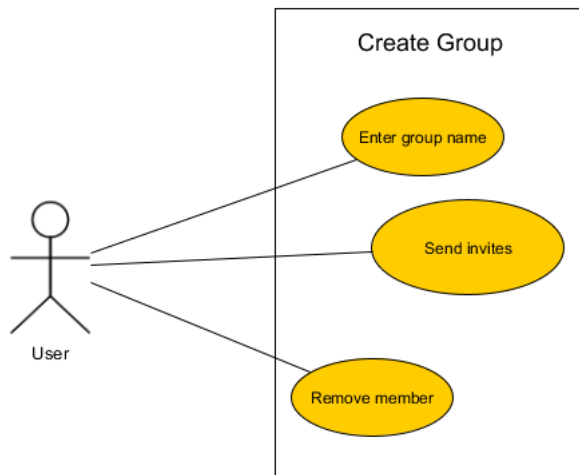 Create Group
Enter group name
Send invites
User
Remove member